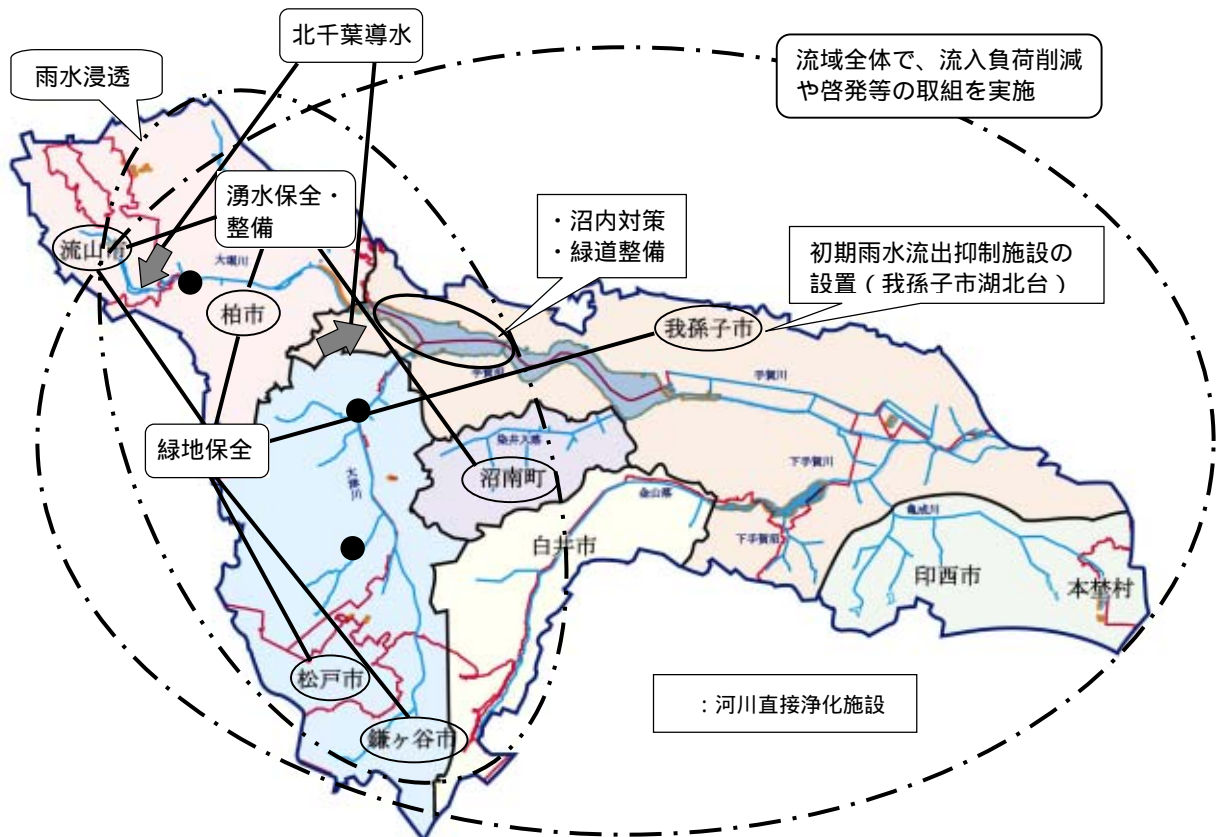 北千葉導水
雨水浸透
流域全体で、流入負荷削減
や啓発等の取組を実施
湧水保全・
整備
・沼内対策
・緑道整備
初期雨水流出抑制施設の
設置（我孫子市湖北台）
流山市
大堀川
柏市
我孫子市
手賀沼
手賀川
緑地保全
染井入落
沼南町
大津川
金山落
下手賀川
亀成川
白井市
下手賀沼
印西市
本埜村
松戸市
：河川直接浄化施設
鎌ヶ谷市